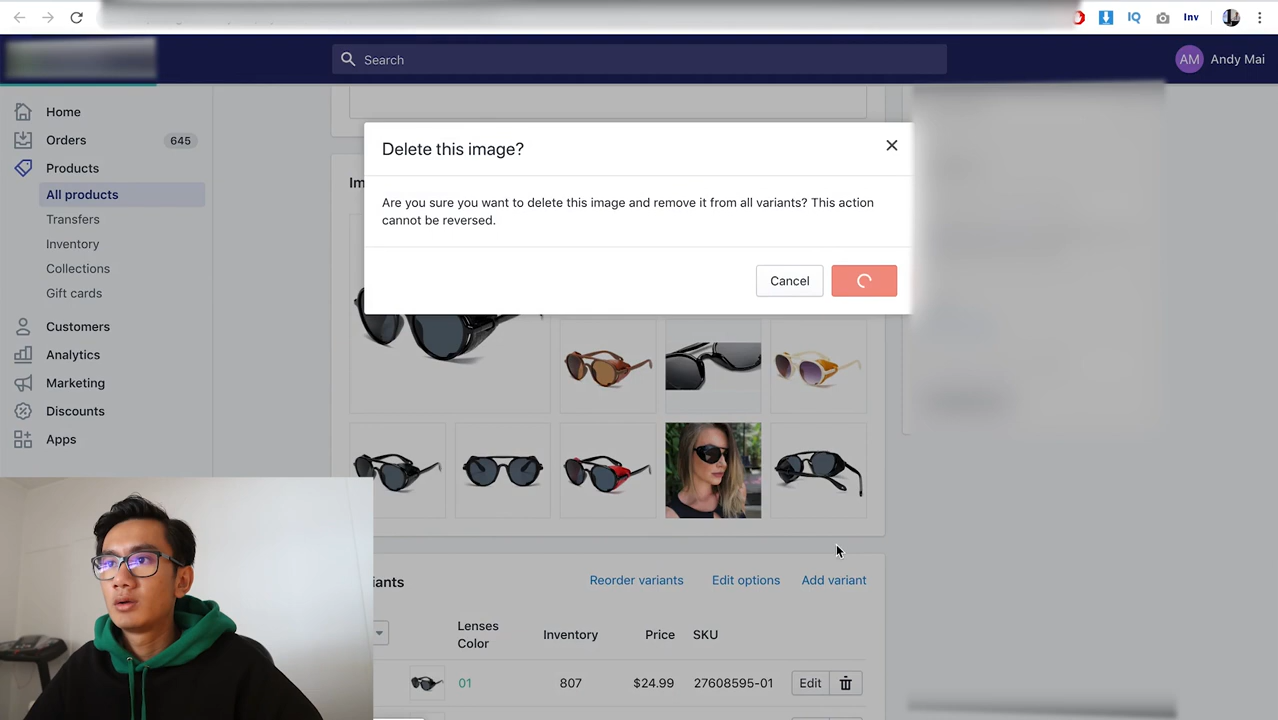 IQ
Inv
Search
AM
Andy Mai
Home
Orders
645
Products
All products
Transfers
Inventory
Collections
Gift cards
Customers
Analytics
Marketing
Discounts
Apps
Delete this image?
Are you sure you want to delete this image and remove it from all variants? This action
cannot be reversed.
Cancel
Im
iants
Reorder variants
Edit options
Add variant
Lenses
Color
Inventory
Price
SKU
01
807
$24.99
27608595-01
Edit